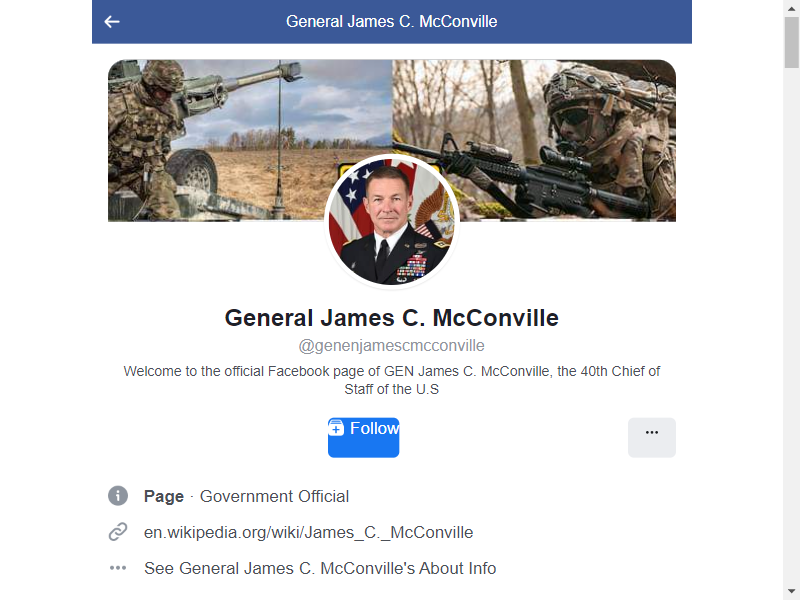 General James C. McConville
General James C. McConville
@genenjamescmcconville
Welcome to the official Facebook page of GEN James C. McConville, the 40th Chief of
Staff of the U.S
Follow
Page · Government Official
en.wikipedia.org/wiki/James_C._McConville
See General James C. McConville's About Info